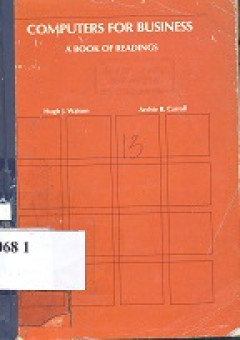 COMPUTERS FOR BUSINESS
A BOOK OF READINGS
Hugh J. Watson Archie B. Carroll
13
068 1